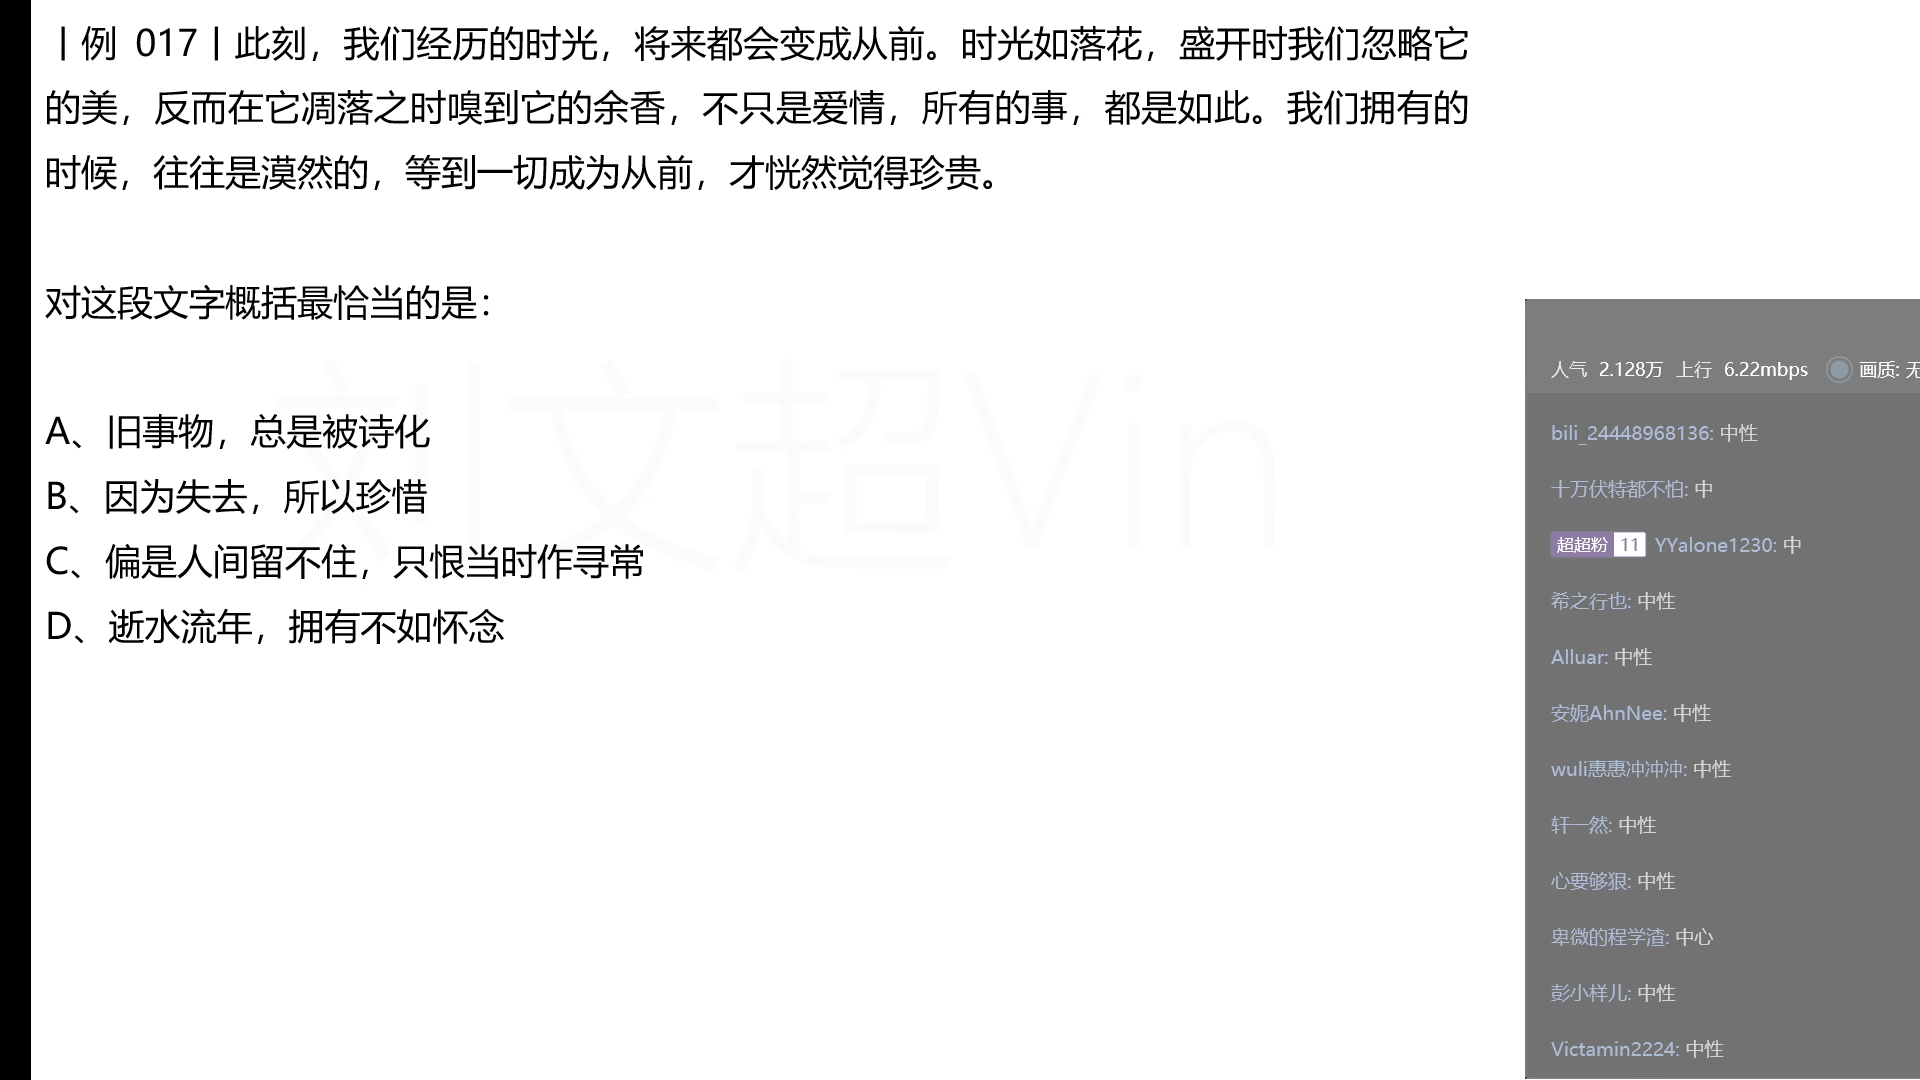 丨例 017丨此刻，我们经历的时光，将来都会变成从前。时光如落花，盛开时我们忽略它
的美，反而在它凋落之时嗅到它的余香，不只是爱情，所有的事，都是如此。我们拥有的
时候，往往是漠然的，等到一切成为从前，才恍然觉得珍贵。
对这段文字概括最恰当的是：
A、旧事物，总是被诗化
B、因为失去，所以珍惜
C、偏是人间留不住，只恨当时作寻常
D、逝水流年，拥有不如怀念
刘文超Vin
人气 2.128万 上行 6.22mbps 画质: 无
bili_24448968136: 中性
十万伏特都不怕: 中
超超粉 11 YYalone1230: 中
希之行也: 中性
Alluar: 中性
安妮AhnNee: 中性
wuli惠惠冲冲冲: 中性
轩一然: 中性
心要够狠: 中性
卑微的程学渣: 中心
彭小样儿: 中性
Victamin2224: 中性